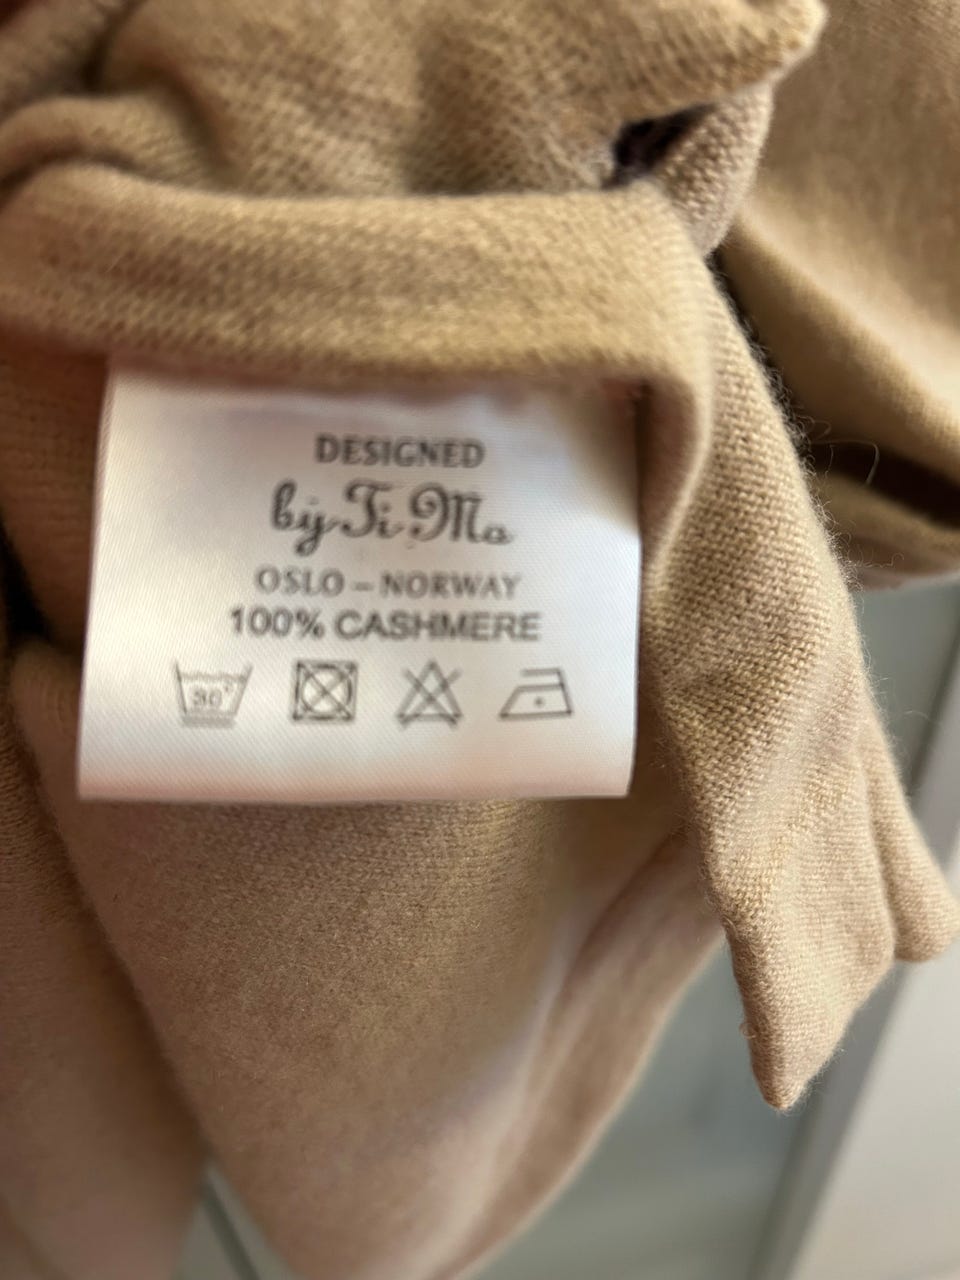 DESIGNED
by Ti Mo
OSLO – NORWAY
100% CASHMERE
30°